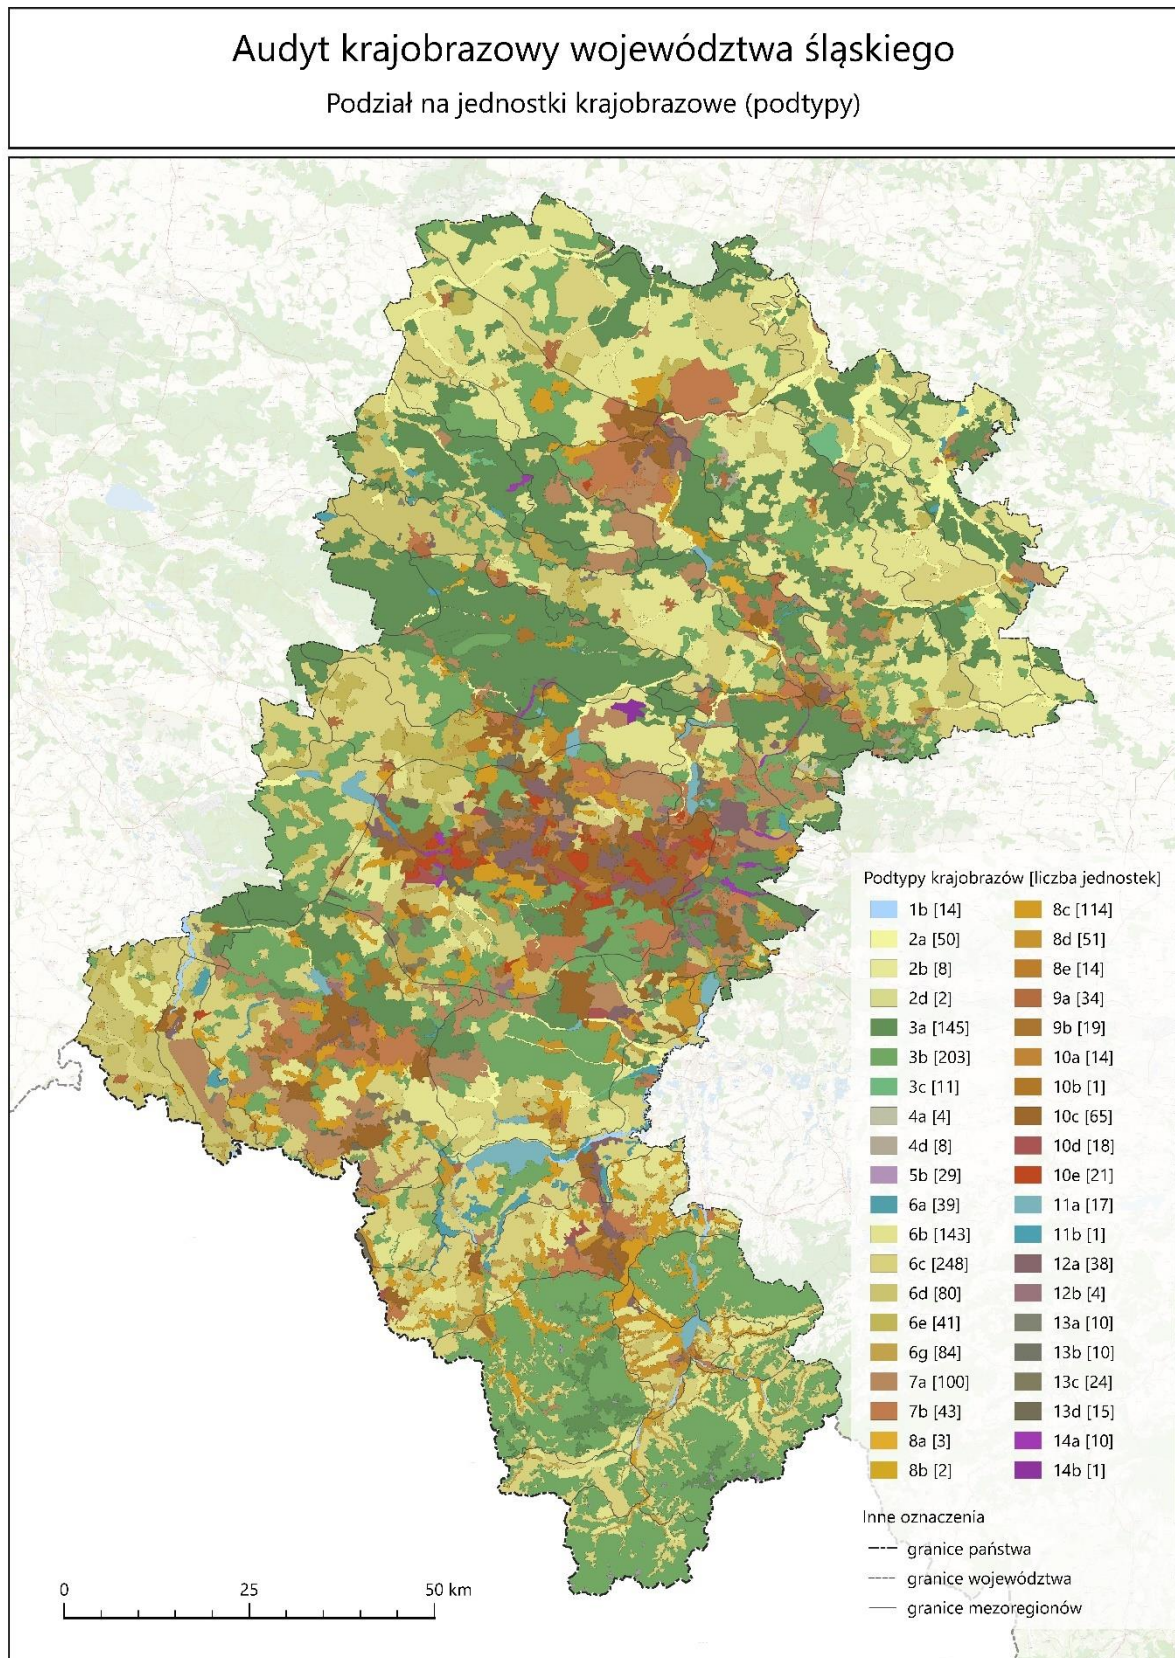 Audyt krajobrazowy województwa śląskiego
Podział na jednostki krajobrazowe (podtypy)
Podtypy krajobrazów [liczba jednostek]
1b [14]
2a [50]
2b [8]
2d [2]
3a [145]
3b [203]
3c [11]
4a [4]
4d [8]
5b [29]
6a [39]
6b [143]
6c [248]
6d [80]
6e [41]
6g [84]
7a [100]
7b [43]
8a [3]
8b [2]
8c [114]
8d [51]
8e [14]
9a [34]
9b [19]
10a [14]
10b [1]
10c [65]
10d [18]
10e [21]
11a [17]
11b [1]
12a [38]
12b [4]
13a [10]
13b [10]
13c [24]
13d [15]
14a [10]
14b [1]
Inne oznaczenia
granice państwa
granice województwa
granice mezoregionów
0 25 50 km